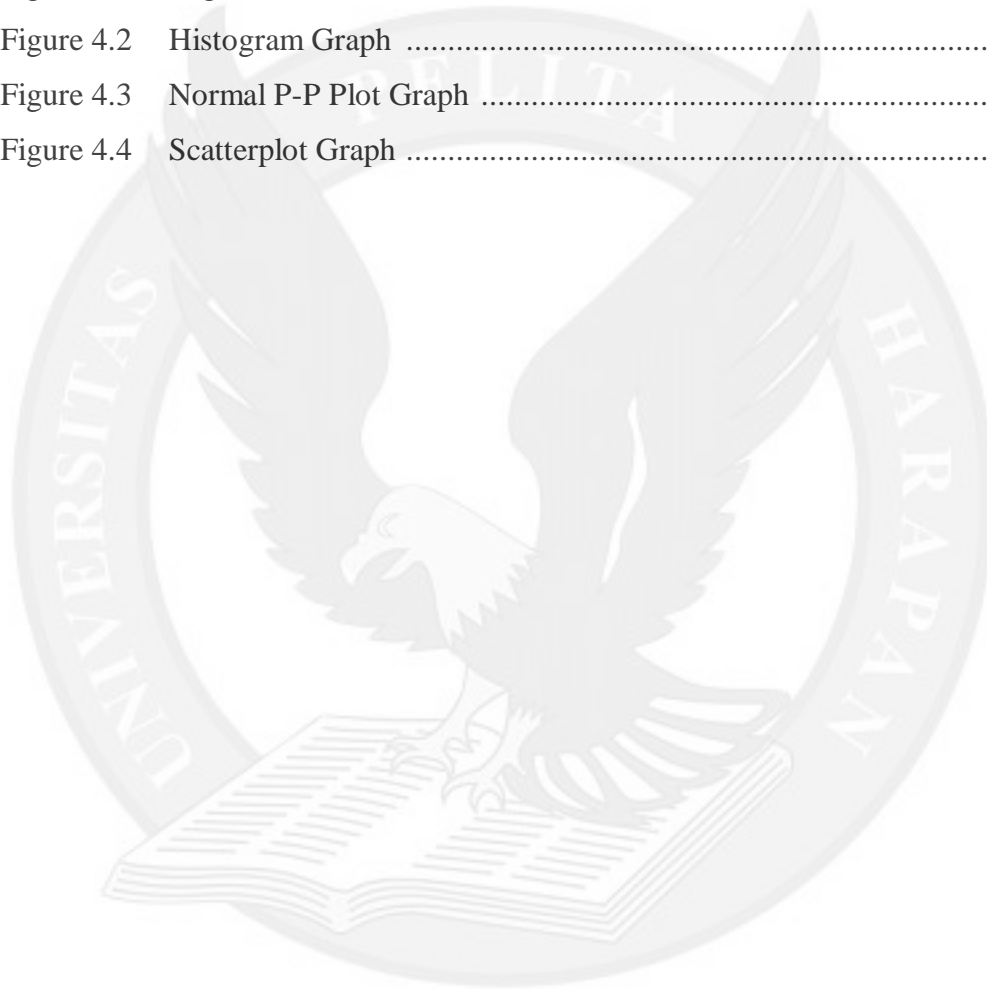 Figure 4.2 Histogram Graph ........................................................................
Figure 4.3 Normal P-P Plot Graph ...............................................................
Figure 4.4 Scatterplot Graph ........................................................................
UNIVERSITAS PELITA HARAPAN